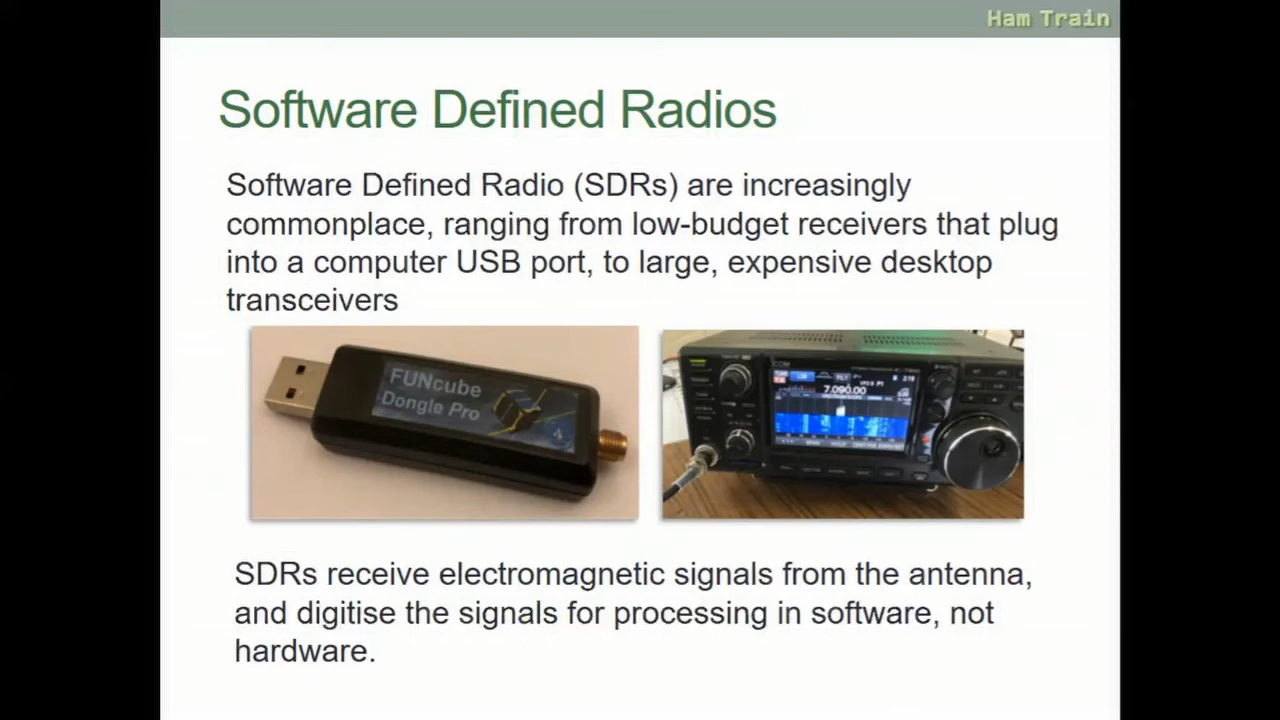 Ham Train
Software Defined Radios
Software Defined Radio (SDRs) are increasingly
commonplace, ranging from low-budget receivers that plug
into a computer USB port, to large, expensive desktop
transceivers
FUNcube
Dongle Pro
7.090.00
SDRs receive electromagnetic signals from the antenna,
and digitise the signals for processing in software, not
hardware.